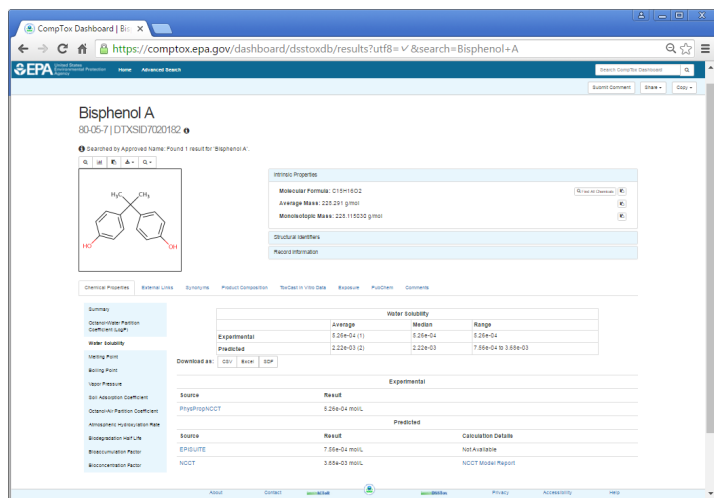 CompTox Dashboard | Bis
https://comptox.epa.gov/dashboard/dsstoxdb/results?utf8=✓&search=Bisphenol+A
EPA United States Environmental Protection Agency Home Advanced Search Search CompTox Dashboard
Submit Comment Share Copy
Bisphenol A
80-05-7 | DTXSID7020182
Searched by Approved Name: Found 1 result for 'Bisphenol A'.
H₃C CH₃
HO OH
Intrinsic Properties
Molecular Formula: C15H16O2 Find All Chemicals
Average Mass: 228.291 g/mol
Monoisotopic Mass: 228.115030 g/mol
Structural Identifiers
Record Information
Chemical Properties External Links Synonyms Product Composition ToxCast in Vitro Data Exposure PubChem Comments
Summary
Octanol-Water Partition Coefficient (LogP)
Water Solubility
Melting Point
Boiling Point
Vapor Pressure
Soil Adsorption Coefficient
Octanol-Air Partition Coefficient
Atmospheric Hydroxylation Rate
Biodegradation Half Life
Bioaccumulation Factor
Bioconcentration Factor
Water Solubility
Average Median Range
Experimental 5.26e-04 (1) 5.26e-04 5.26e-04
Predicted 2.22e-03 (2) 2.22e-03 7.56e-04 to 3.68e-03
Download as: CSV Excel SDF
Experimental
Source Result
PhysPropNCCT 5.26e-04 mol/L
Predicted
Source Result Calculation Details
EPISUITE 7.56e-04 mol/L Not Available
NCCT 3.68e-03 mol/L NCCT Model Report
About Contact Privacy Accessibility Help